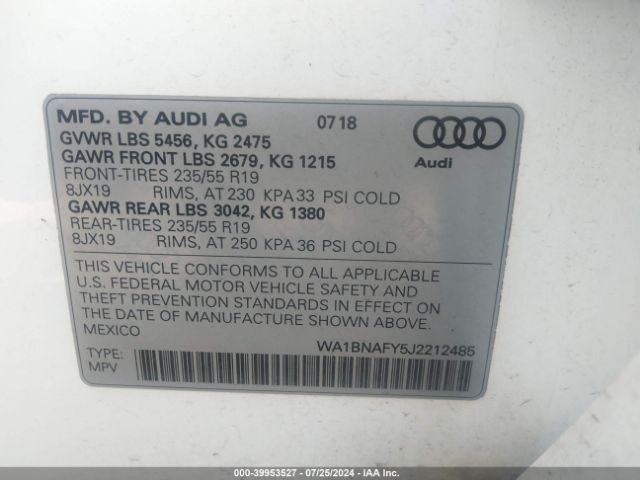 MFD. BY AUDI AG 07 18
GVWR LBS 5456, KG 2475
GAWR FRONT LBS 2679, KG 1215
FRONT-TIRES 235/55 R19
8JX19 RIMS, AT 230 KPA 33 PSI COLD
GAWR REAR LBS 3042, KG 1380
REAR-TIRES 235/55 R19
8JX19 RIMS, AT 250 KPA 36 PSI COLD
Audi
THIS VEHICLE CONFORMS TO ALL APPLICABLE
U.S. FEDERAL MOTOR VEHICLE SAFETY AND
THEFT PREVENTION STANDARDS IN EFFECT ON
THE DATE OF MANUFACTURE SHOWN ABOVE.
MEXICO
WA1BNAFY5J2212485
TYPE:
MPV
000-39953527 - 07/25/2024 - IAAI.COM